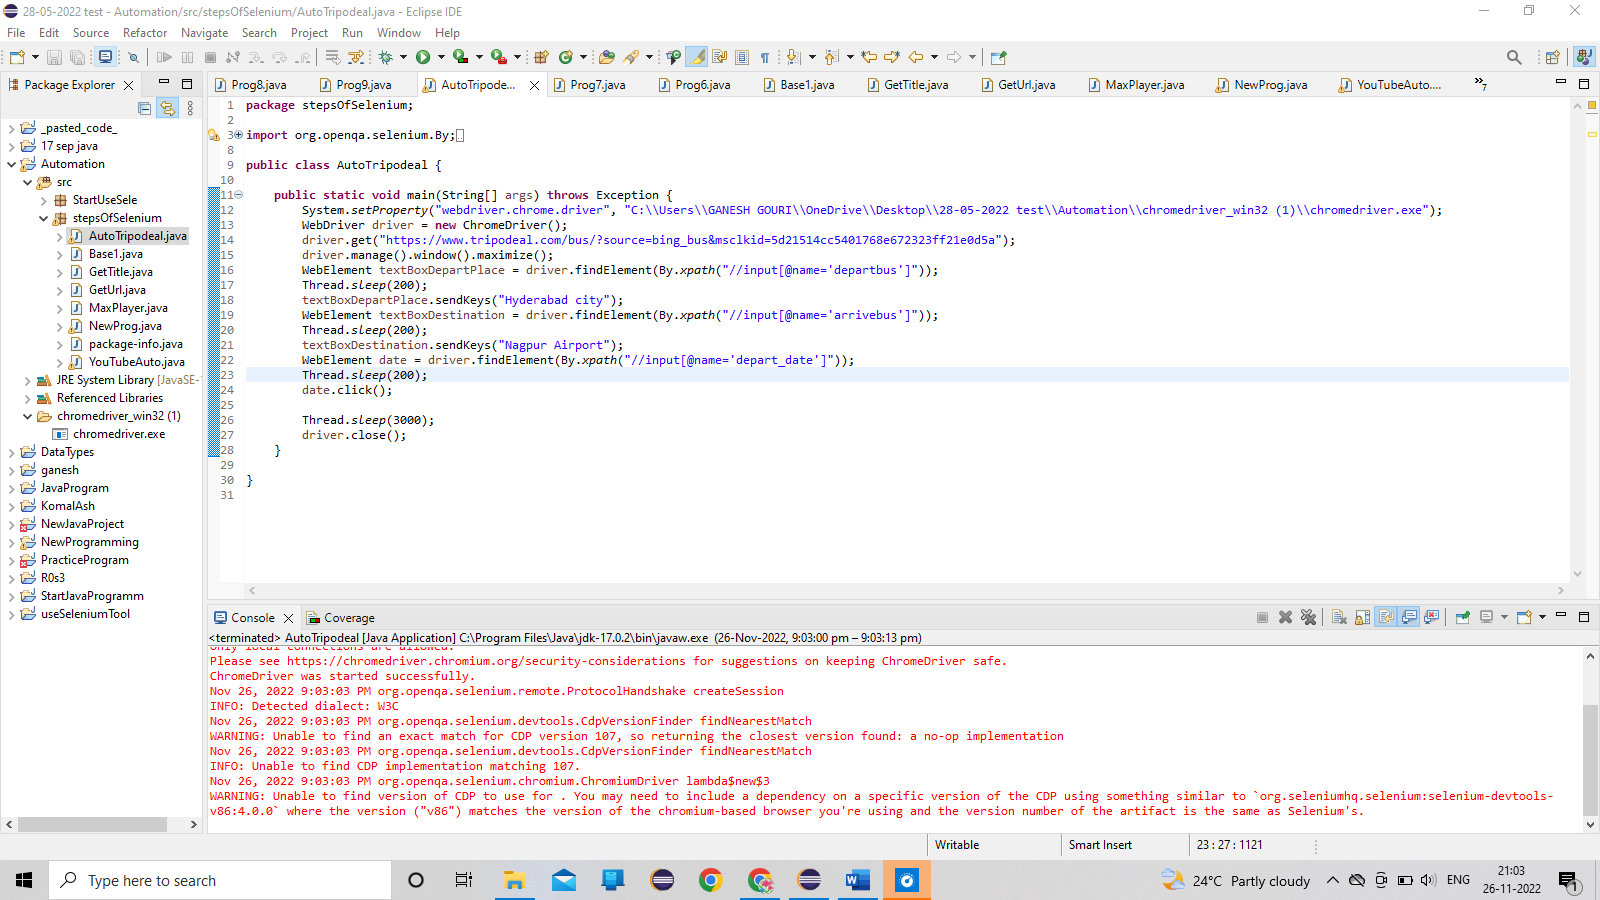 28-05-2022 test - Automation/src/stepsOfSelenium/AutoTripodeal.java - Eclipse IDE
File Edit Source Refactor Navigate Search Project Run Window Help
Package Explorer
Prog8.java Prog9.java AutoTripode... Prog7.java Prog6.java Base1.java GetTitle.java GetUrl.java MaxPlayer.java NewProg.java YouTubeAuto.... 7
_pasted_code_
17 sep java
Automation
src
StartUseSele
stepsOfSelenium
AutoTripodeal.java
Base1.java
GetTitle.java
GetUrl.java
MaxPlayer.java
NewProg.java
package-info.java
YouTubeAuto.java
JRE System Library [JavaSE-
Referenced Libraries
chromedriver_win32 (1)
chromedriver.exe
DataTypes
ganesh
JavaProgram
KomalAsh
NewJavaProject
NewProgramming
PracticeProgram
R0s3
StartJavaProgramm
useSeleniumTool
1 package stepsOfSelenium;
2
3 import org.openqa.selenium.By;
8
9 public class AutoTripodeal {
10
11 public static void main(String[] args) throws Exception {
12 System.setProperty("webdriver.chrome.driver", "C:\\Users\\GANESH GOURI\\OneDrive\\Desktop\\28-05-2022 test\\Automation\\chromedriver_win32 (1)\\chromedriver.exe");
13 WebDriver driver = new ChromeDriver();
14 driver.get("https://www.tripodeal.com/bus/?source=bing_bus&msclkid=5d21514cc5401768e672323ff21e0d5a");
15 driver.manage().window().maximize();
16 WebElement textBoxDepartPlace = driver.findElement(By.xpath("//input[@name='departbus']"));
17 Thread.sleep(200);
18 textBoxDepartPlace.sendKeys("Hyderabad city");
19 WebElement textBoxDestination = driver.findElement(By.xpath("//input[@name='arrivebus']"));
20 Thread.sleep(200);
21 textBoxDestination.sendKeys("Nagpur Airport");
22 WebElement date = driver.findElement(By.xpath("//input[@name='depart_date']"));
23 Thread.sleep(200);
24 date.click();
25
26 Thread.sleep(3000);
27 driver.close();
28 }
29
30 }
31
Console Coverage
<terminated> AutoTripodeal [Java Application] C:\Program Files\Java\jdk-17.0.2\bin\javaw.exe (26-Nov-2022, 9:03:00 pm – 9:03:13 pm)
Only local connections are allowed.
Please see https://chromedriver.chromium.org/security-considerations for suggestions on keeping ChromeDriver safe.
ChromeDriver was started successfully.
Nov 26, 2022 9:03:03 PM org.openqa.selenium.remote.ProtocolHandshake createSession
INFO: Detected dialect: W3C
Nov 26, 2022 9:03:03 PM org.openqa.selenium.devtools.CdpVersionFinder findNearestMatch
WARNING: Unable to find an exact match for CDP version 107, so returning the closest version found: a no-op implementation
Nov 26, 2022 9:03:03 PM org.openqa.selenium.devtools.CdpVersionFinder findNearestMatch
INFO: Unable to find CDP implementation matching 107.
Nov 26, 2022 9:03:03 PM org.openqa.selenium.chromium.ChromiumDriver lambda$new$3
WARNING: Unable to find version of CDP to use for . You may need to include a dependency on a specific version of the CDP using something similar to `org.seleniumhq.selenium:selenium-devtools-
v86:4.0.0` where the version ("v86") matches the version of the chromium-based browser you're using and the version number of the artifact is the same as Selenium's.
Writable Smart Insert 23 : 27 : 1121
Type here to search
24°C Partly cloudy
ENG
21:03
26-11-2022
1